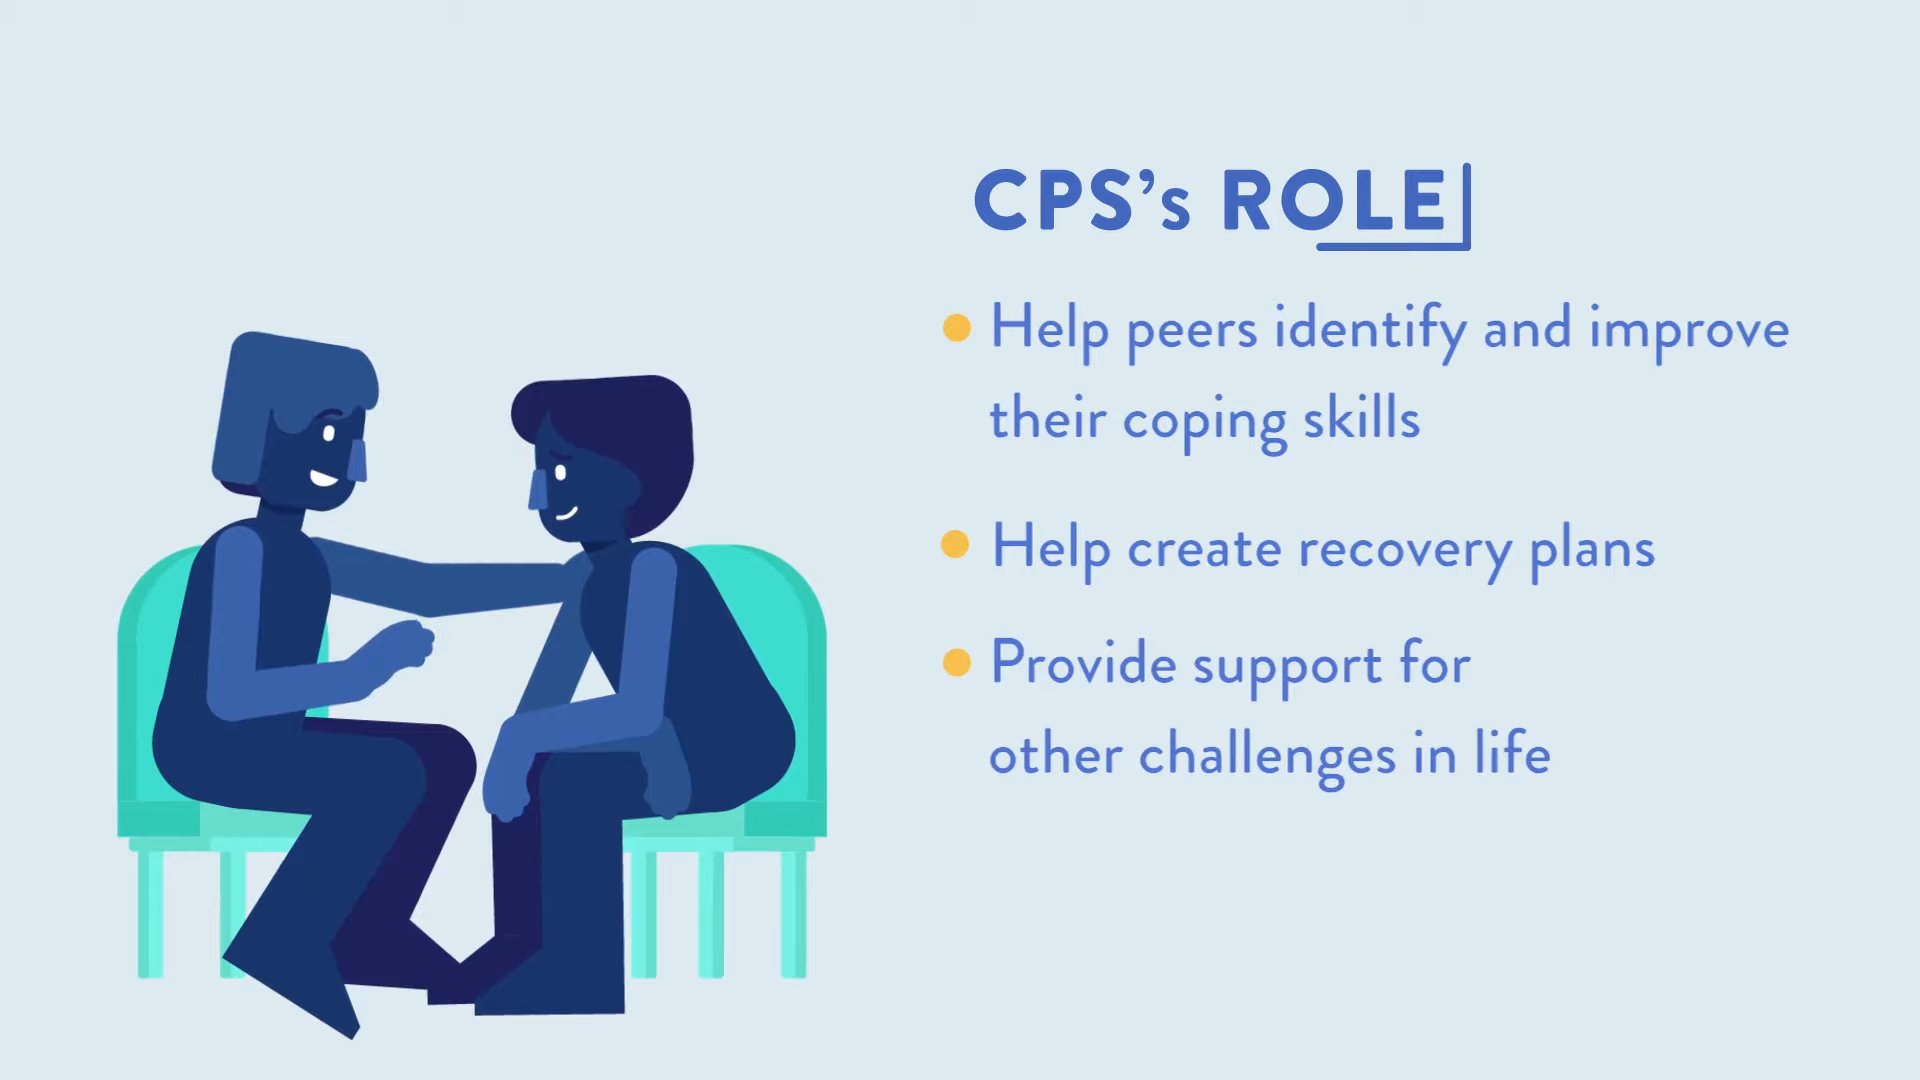 CPS’s ROLE
Help peers identify and improve
their coping skills
Help create recovery plans
Provide support for
other challenges in life